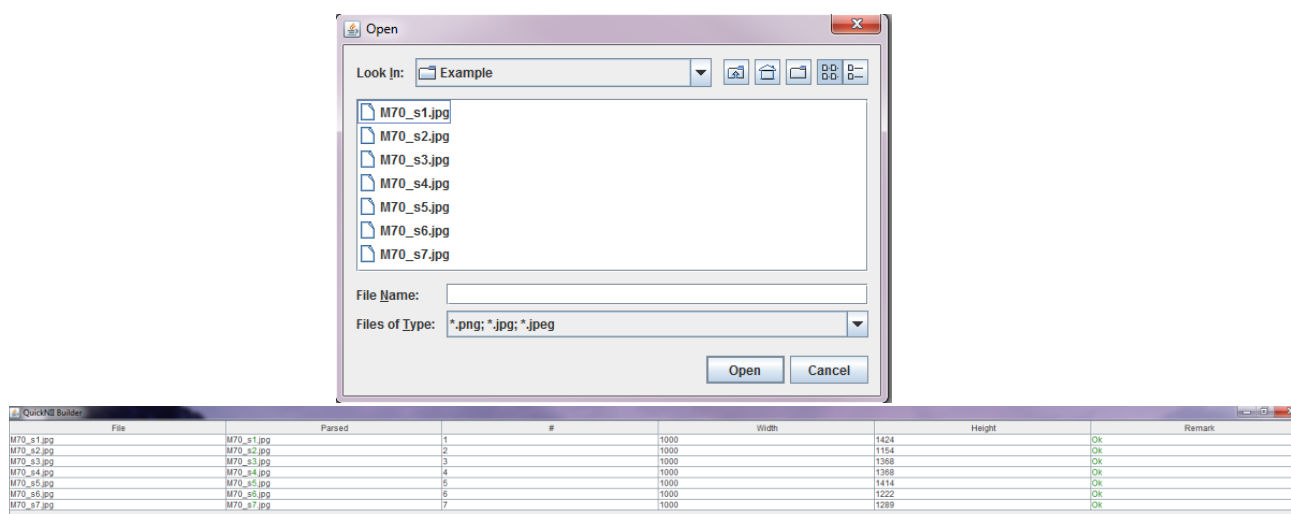 Open
Look In: Example
M70_s1.jpg
M70_s2.jpg
M70_s3.jpg
M70_s4.jpg
M70_s5.jpg
M70_s6.jpg
M70_s7.jpg
File Name:
Files of Type: *.png; *.jpg; *.jpeg
Open Cancel
QuickNII Builder
File Parsed # Width Height Remark
M70_s1.jpg M70_s1.jpg 1 1000 1424 Ok
M70_s2.jpg M70_s2.jpg 2 1000 1154 Ok
M70_s3.jpg M70_s3.jpg 3 1000 1368 Ok
M70_s4.jpg M70_s4.jpg 4 1000 1368 Ok
M70_s5.jpg M70_s5.jpg 5 1000 1414 Ok
M70_s6.jpg M70_s6.jpg 6 1000 1222 Ok
M70_s7.jpg M70_s7.jpg 7 1000 1289 Ok